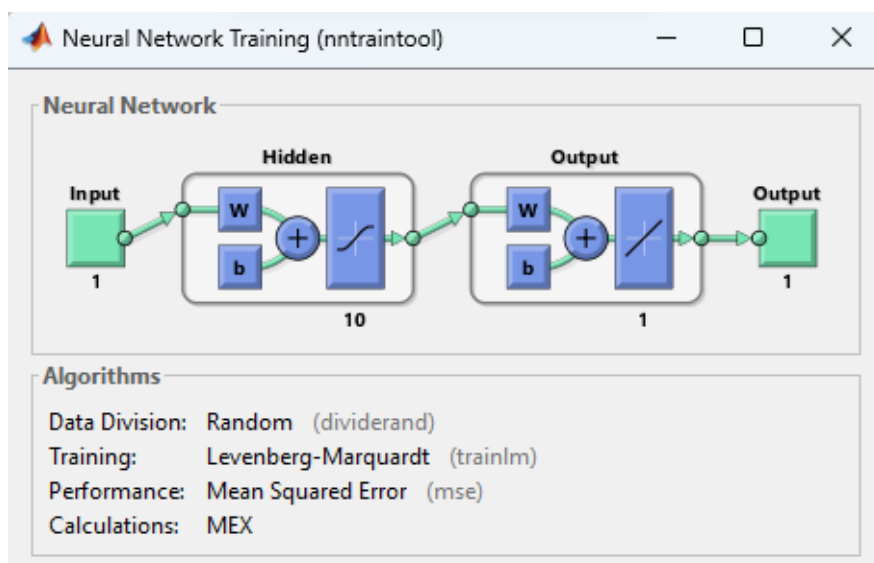 Neural Network Training (nntraintool)
Neural Network
Hidden
Output
Input
Output
W
W
b
b
1
1
10
1
Algorithms
Data Division: Random (dividerand)
Training: Levenberg-Marquardt (trainlm)
Performance: Mean Squared Error (mse)
Calculations: MEX